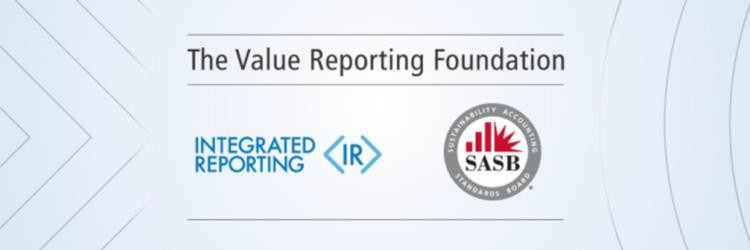 The Value Reporting Foundation
INTEGRATED
REPORTING
<IR>
SUSTAINABILITY ACCOUNTING
SASB
STANDARDS BOARD
®